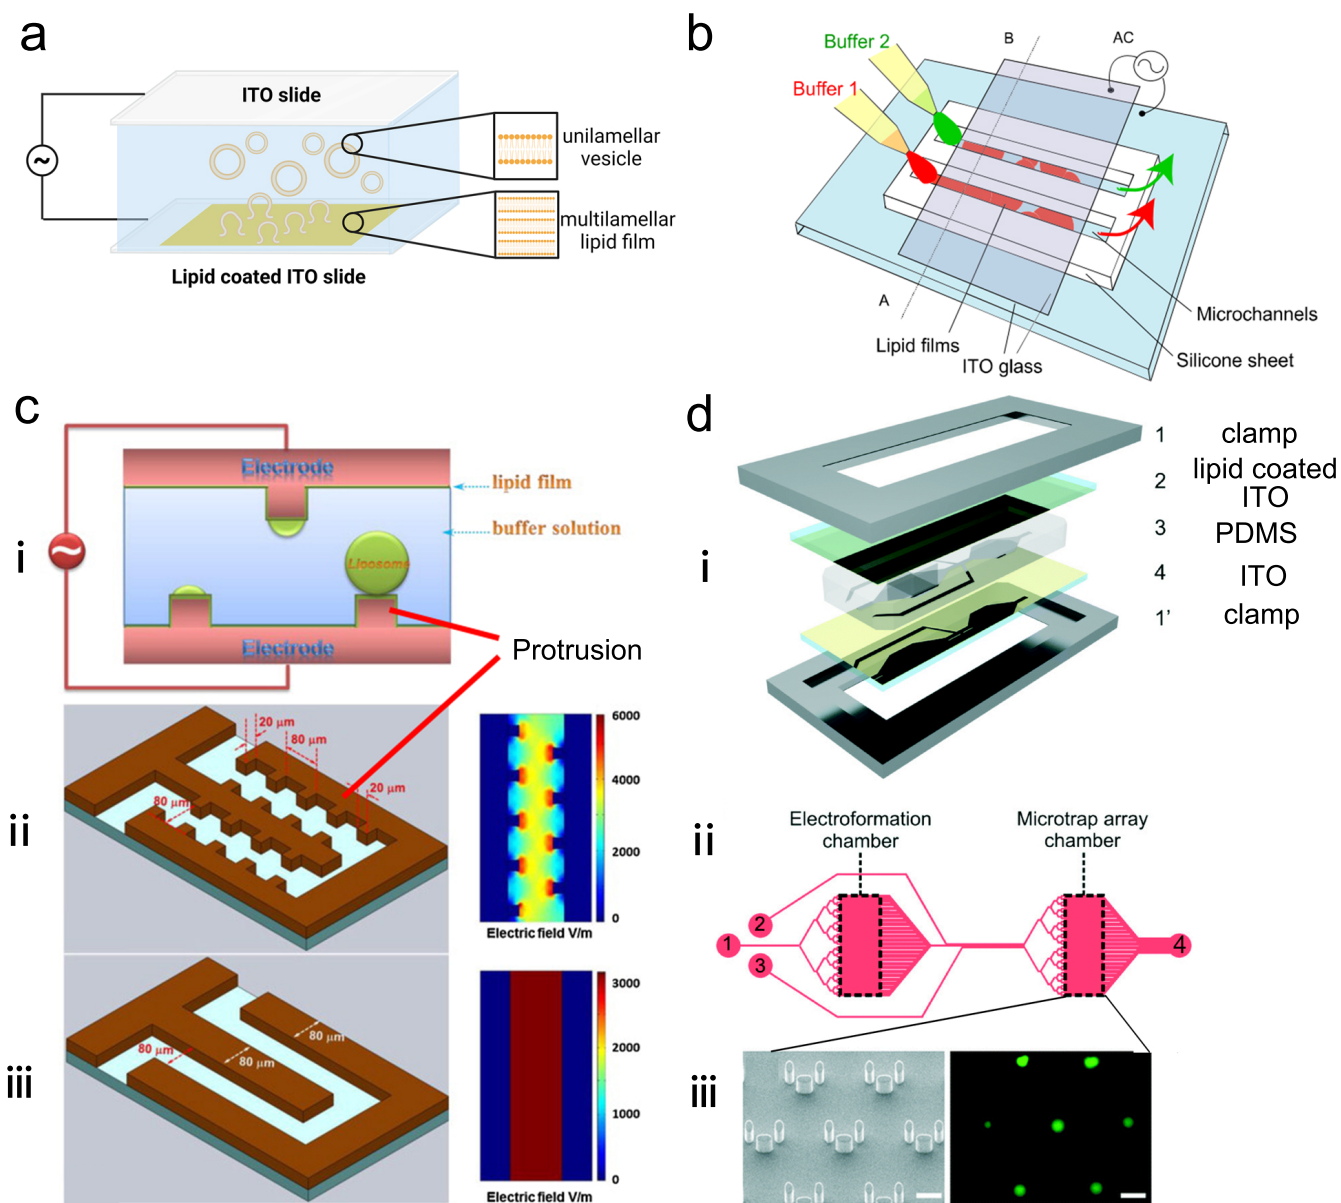 a
ITO slide
~
unilamellar
vesicle
multilamellar
lipid film
Lipid coated ITO slide
b
Buffer 2
Buffer 1
B
AC
A
Lipid films
ITO glass
Microchannels
Silicone sheet
c
i
Electrode
lipid film
buffer solution
Liposome
Electrode
Protrusion
ii
20 μm
80 μm
20 μm
80 μm
6000
4000
2000
0
Electric field V/m
iii
80 μm
80 μm
80 μm
3000
2000
1000
0
Electric field V/m
d
i
1 clamp
2 lipid coated
ITO
3 PDMS
4 ITO
1' clamp
ii
Electroformation
chamber
Microtrap array
chamber
2
1
3
4
iii